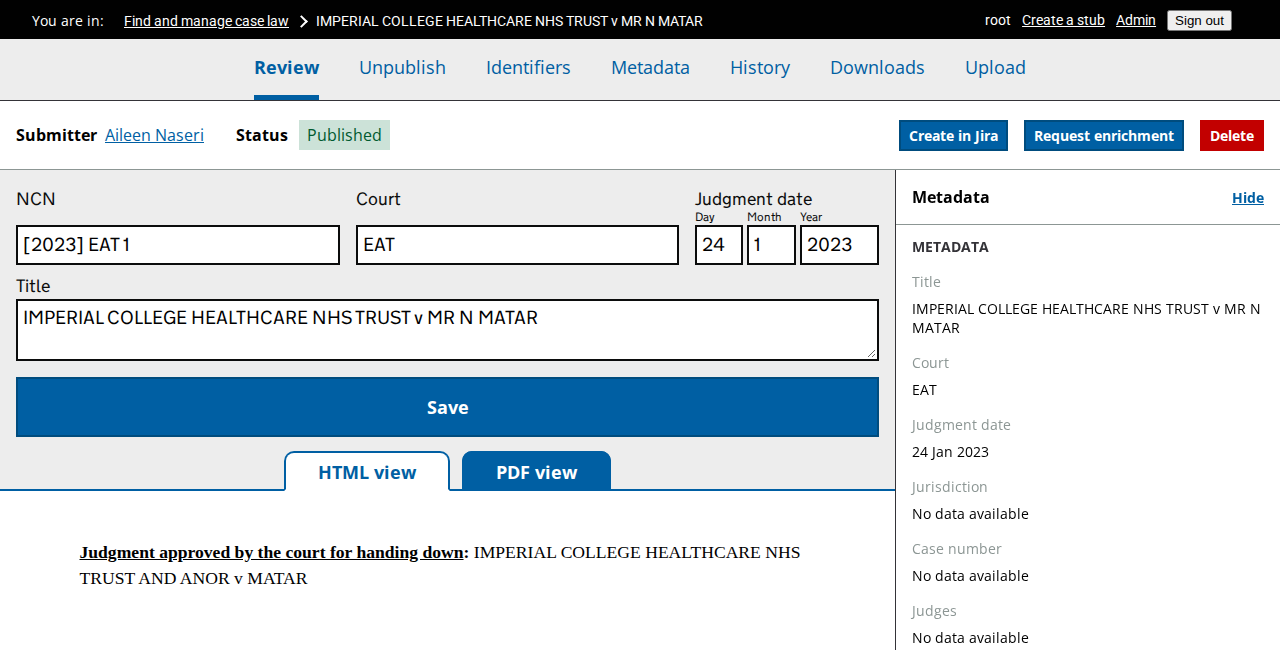 You are in: Find and manage case law IMPERIAL COLLEGE HEALTHCARE NHS TRUST v MR N MATAR root Create a stub Admin Sign out
Review Unpublish Identifiers Metadata History Downloads Upload
Submitter Aileen Naseri Status Published Create in Jira Request enrichment Delete
NCN Court Judgment date
Day Month Year
[2023] EAT 1 EAT 24 1 2023
Title
IMPERIAL COLLEGE HEALTHCARE NHS TRUST v MR N MATAR
Save
HTML view PDF view
Judgment approved by the court for handing down: IMPERIAL COLLEGE HEALTHCARE NHS
TRUST AND ANOR v MATAR
Metadata Hide
METADATA
Title
IMPERIAL COLLEGE HEALTHCARE NHS TRUST v MR N
MATAR
Court
EAT
Judgment date
24 Jan 2023
Jurisdiction
No data available
Case number
No data available
Judges
No data available